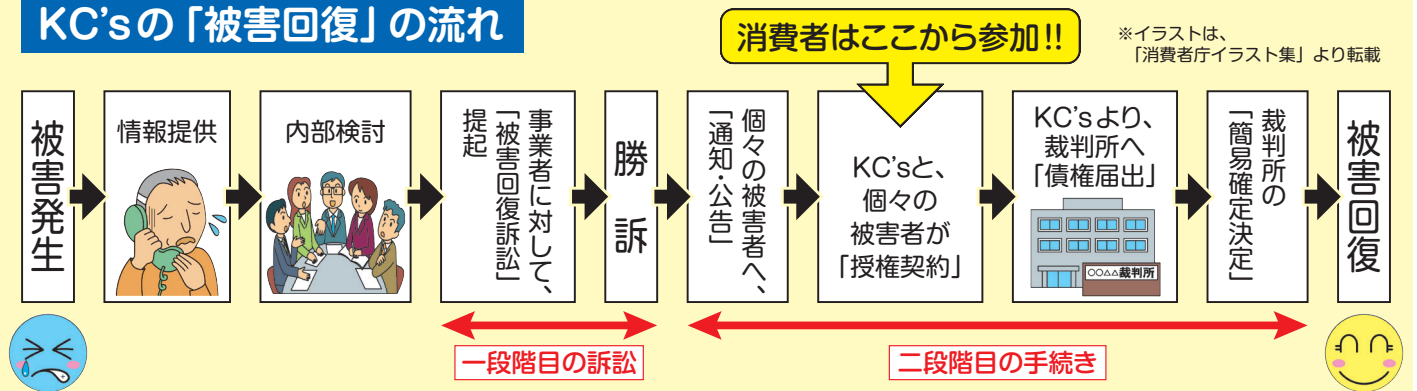 KC'sの「被害回復」の流れ
消費者はここから参加!!
※イラストは、
「消費者庁イラスト集」より転載
被害発生
情報提供
内部検討
事業者に対して、
「被害回復訴訟」
提起
勝訴
個々の被害者へ、
「通知・公告」
KC'sと、
個々の
被害者が
「授権契約」
KC'sより、
裁判所へ
「債権届出」
○○△△裁判所
裁判所の
「簡易確定決定」
被害回復
一段階目の訴訟
二段階目の手続き